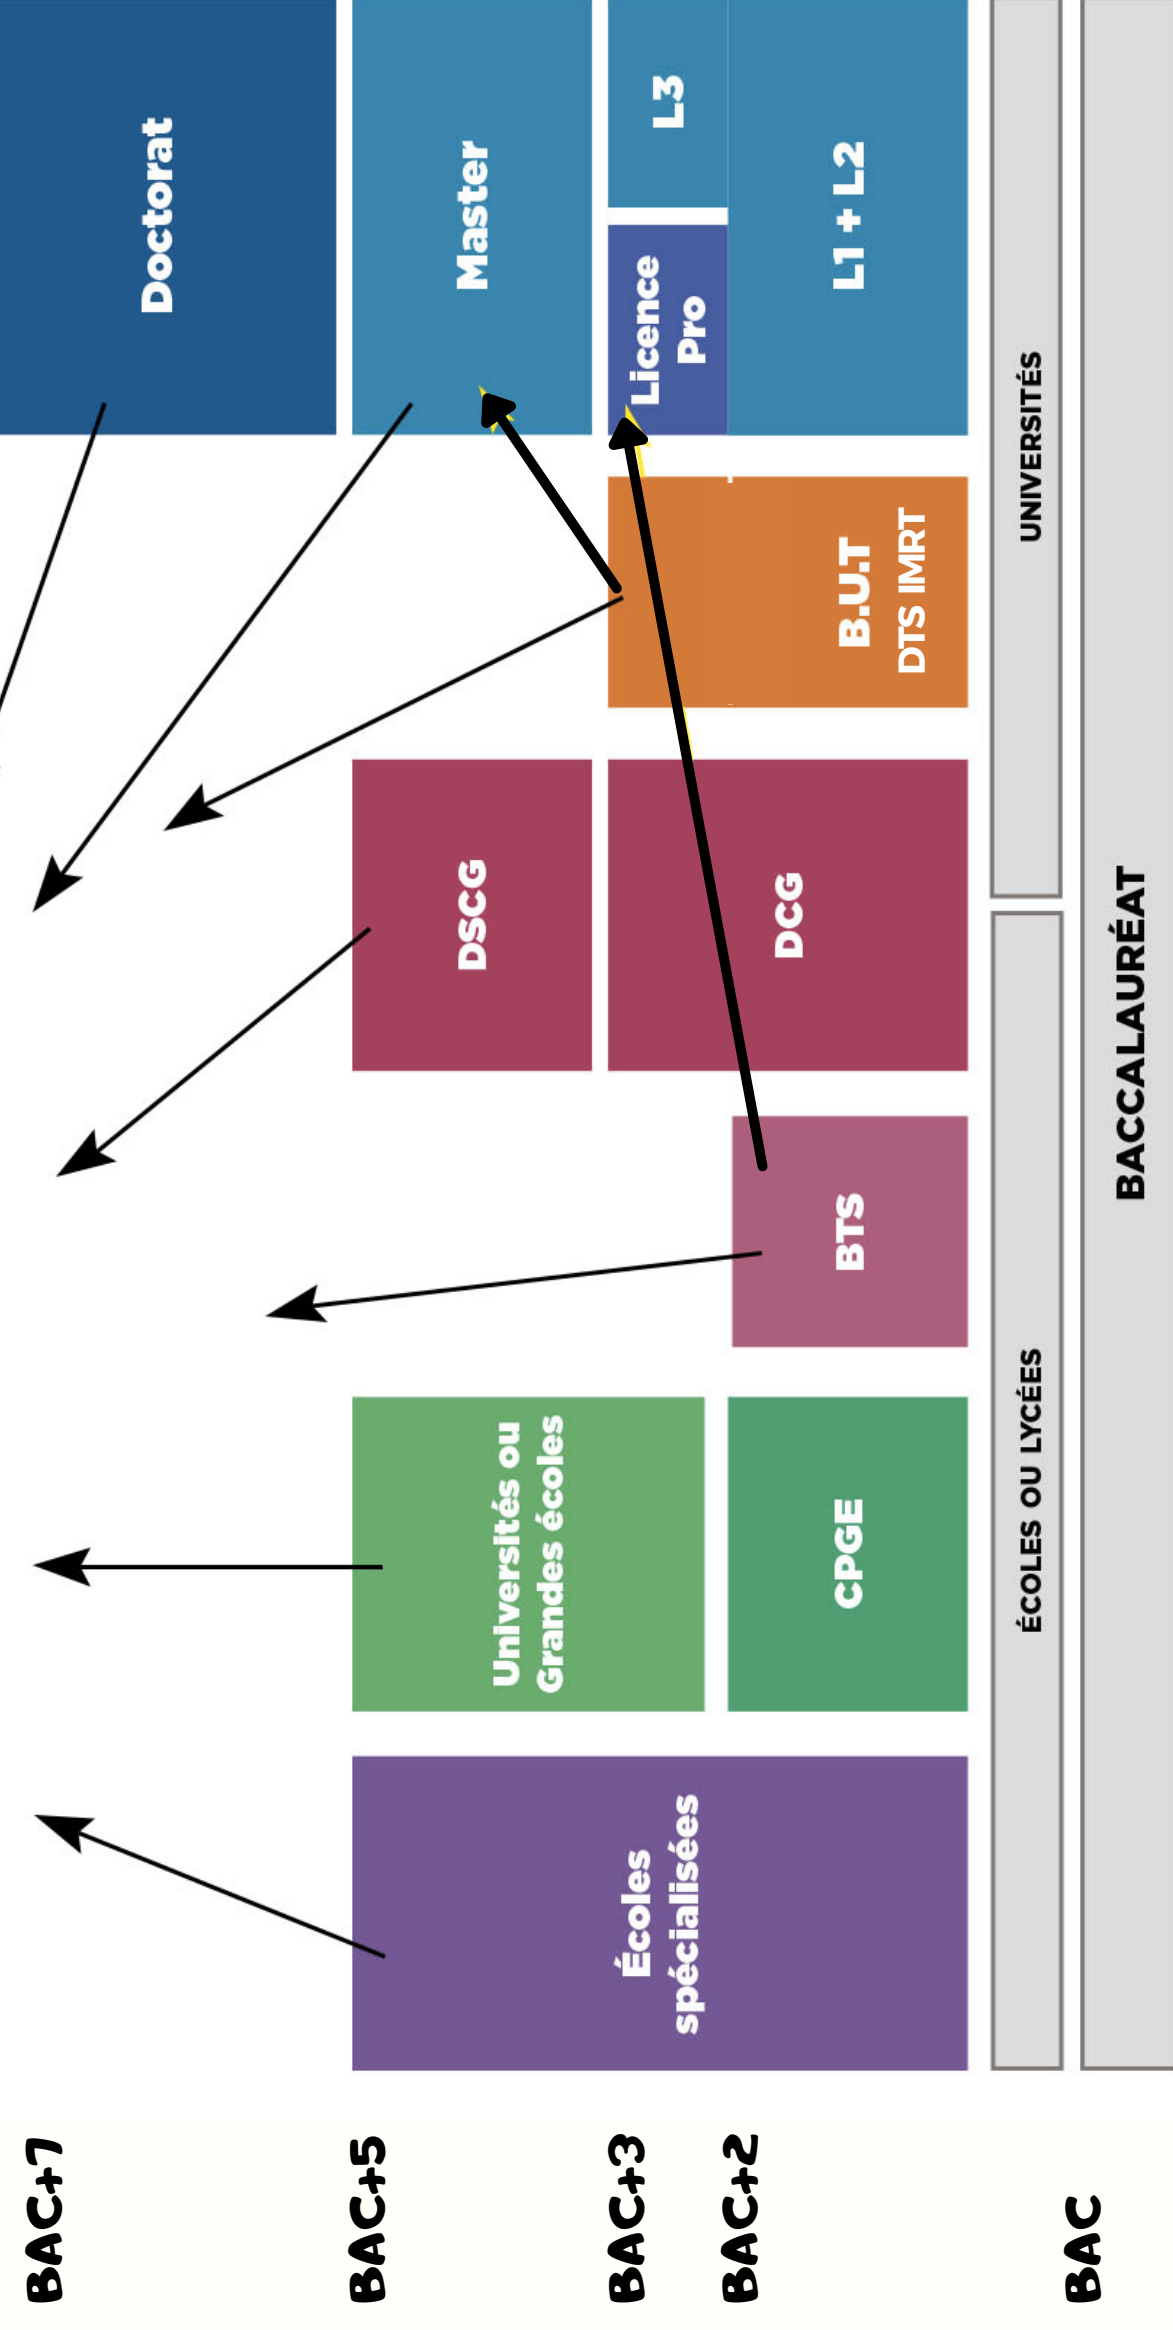 BAC+7
BAC+5
BAC+3
BAC+2
BAC
Écoles
spécialisées
Universités ou
Grandes écoles
CPGE
BTS
DSCG
DCG
B.U.T
DTS IMRT
Doctorat
Master
Licence
Pro
L3
L1 + L2
ÉCOLES OU LYCÉES
UNIVERSITÉS
BACCALAURÉAT